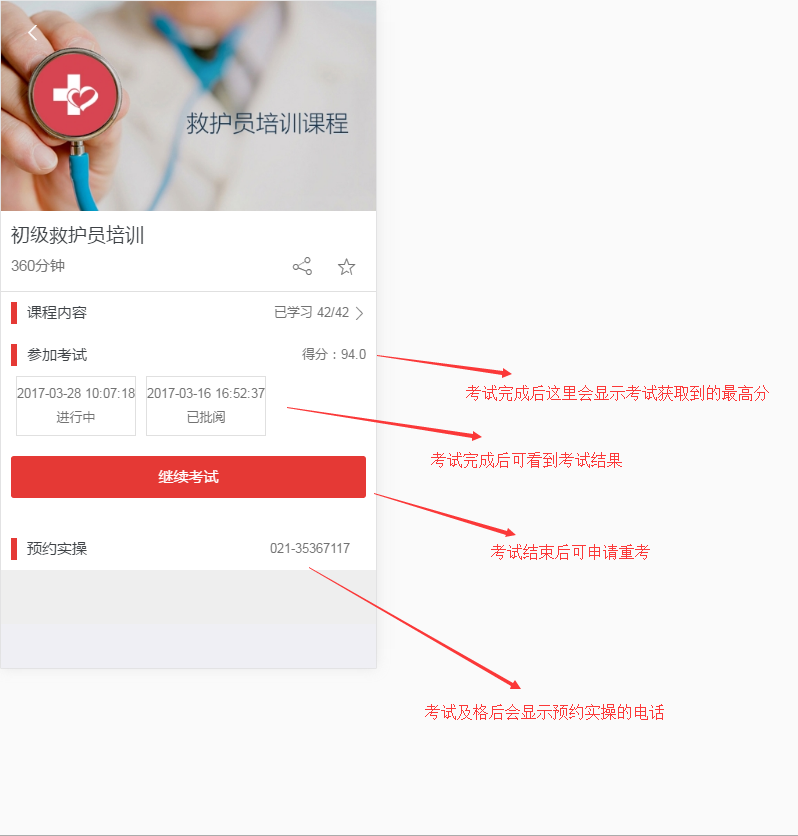 救护员培训课程
初级救护员培训
360分钟
课程内容 已学习 42/42
参加考试 得分：94.0
2017-03-28 10:07:18 2017-03-16 16:52:37
进行中 已批阅
考试完成后这里会显示考试获取到的最高分
考试完成后可看到考试结果
继续考试
考试结束后可申请重考
预约实操 021-35367117
考试及格后会显示预约实操的电话